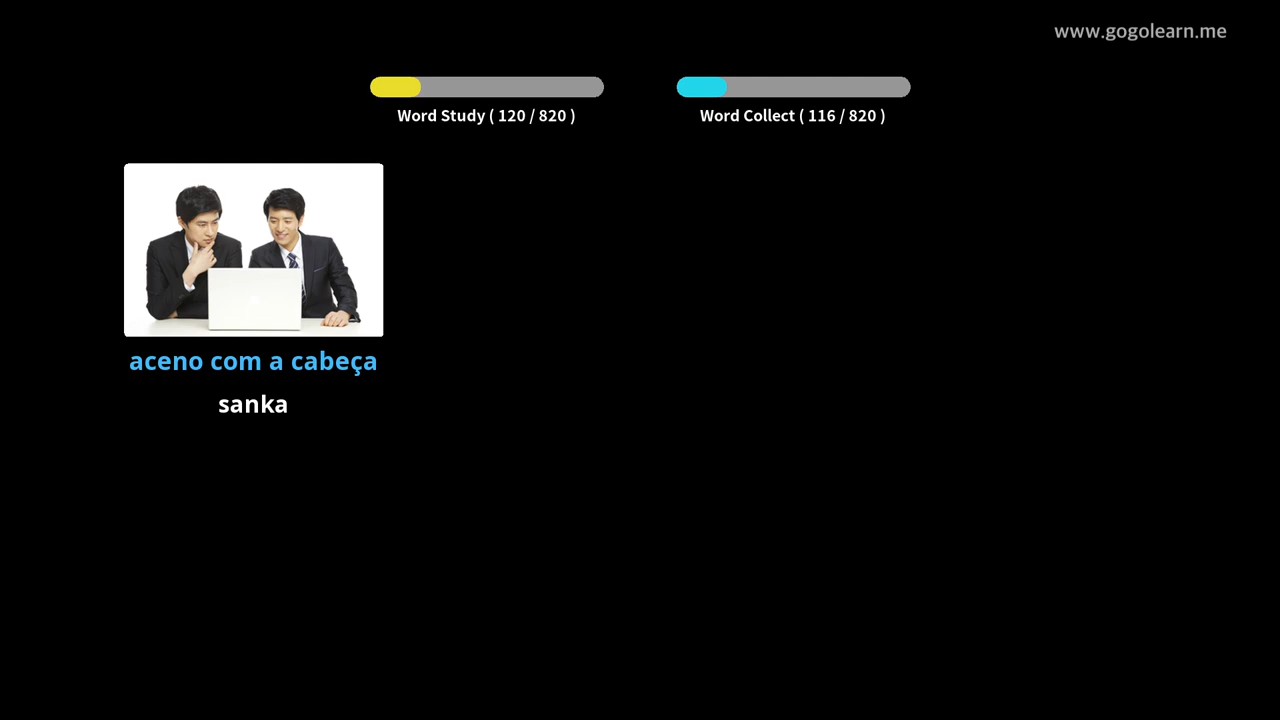 www.gogolearn.me
Word Study ( 120 / 820 )
Word Collect ( 116 / 820 )
aceno com a cabeça
sanka